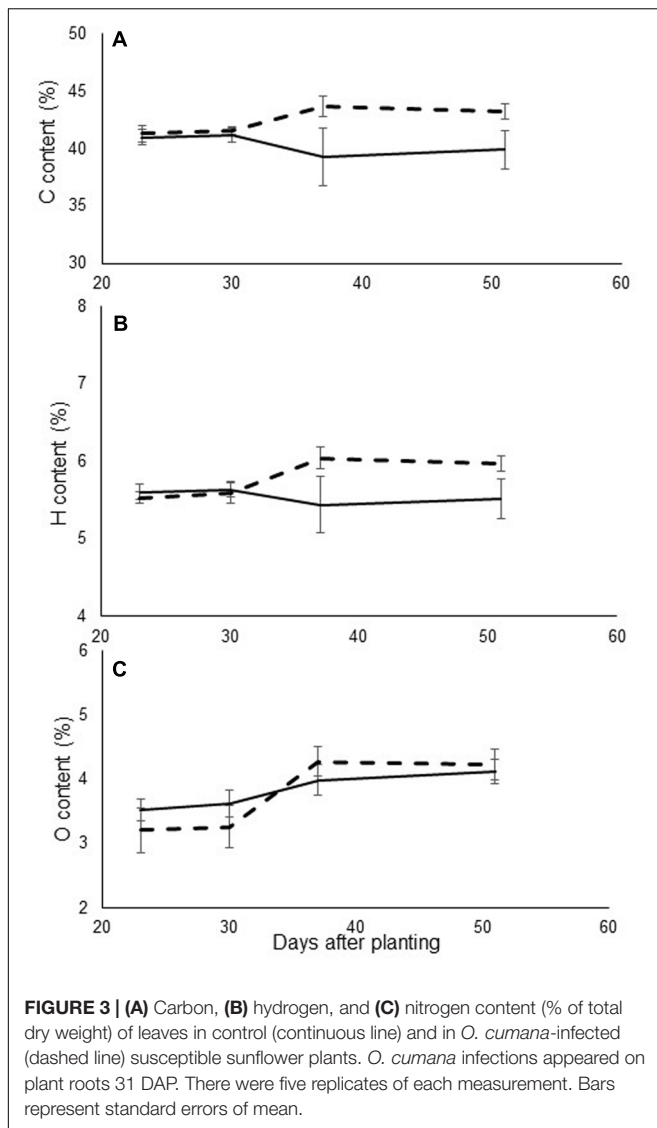 A
C content (%)
50
45
40
35
30
20 30 40 50 60
B
H content (%)
8
7
6
5
4
20 30 40 50 60
C
O content (%)
6
5
4
3
2
20 30 40 50 60
Days after planting
FIGURE 3 | (A) Carbon, (B) hydrogen, and (C) nitrogen content (% of total
dry weight) of leaves in control (continuous line) and in O. cumana-infected
(dashed line) susceptible sunflower plants. O. cumana infections appeared on
plant roots 31 DAP. There were five replicates of each measurement. Bars
represent standard errors of mean.